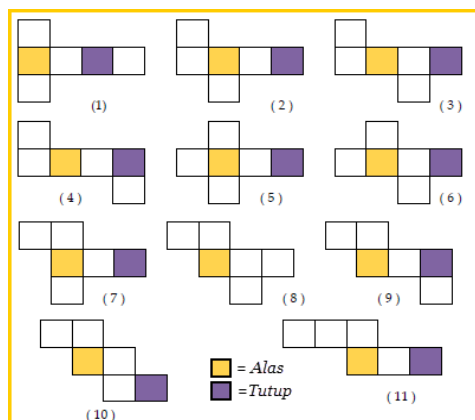 (1)
( 2 )
( 3 )
( 4 )
( 5 )
( 6 )
( 7 )
( 8 )
( 9 )
( 10 )
= Alas
=Tutup
( 11 )